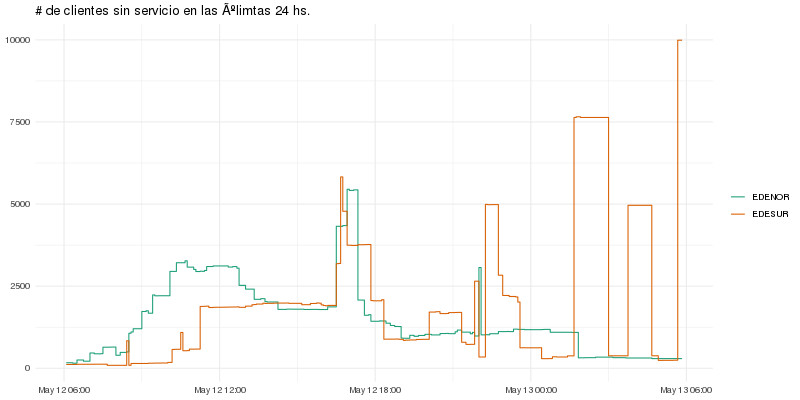 # de clientes sin servicio en las Ãºlimtas 24 hs.
10000
7500
5000
2500
0
May 12 06:00
May 12 12:00
May 12 18:00
May 13 00:00
May 13 06:00
EDENOR
EDESUR